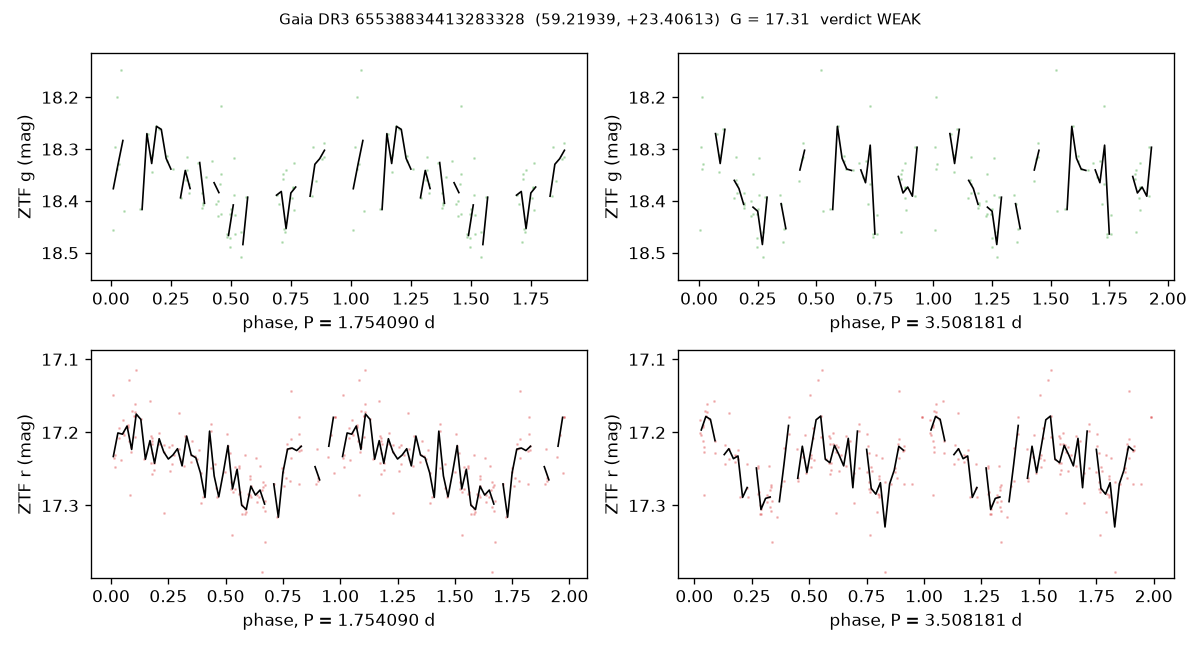 Gaia DR3 65538834413283328 (59.21939, +23.40613) G = 17.31 verdict WEAK
ZTF g (mag)
18.2
18.3
18.4
18.5
0.00 0.25 0.50 0.75 1.00 1.25 1.50 1.75
phase, P = 1.754090 d
ZTF g (mag)
18.2
18.3
18.4
18.5
0.00 0.25 0.50 0.75 1.00 1.25 1.50 1.75 2.00
phase, P = 3.508181 d
ZTF r (mag)
17.1
17.2
17.3
0.00 0.25 0.50 0.75 1.00 1.25 1.50 1.75 2.00
phase, P = 1.754090 d
ZTF r (mag)
17.1
17.2
17.3
0.00 0.25 0.50 0.75 1.00 1.25 1.50 1.75 2.00
phase, P = 3.508181 d